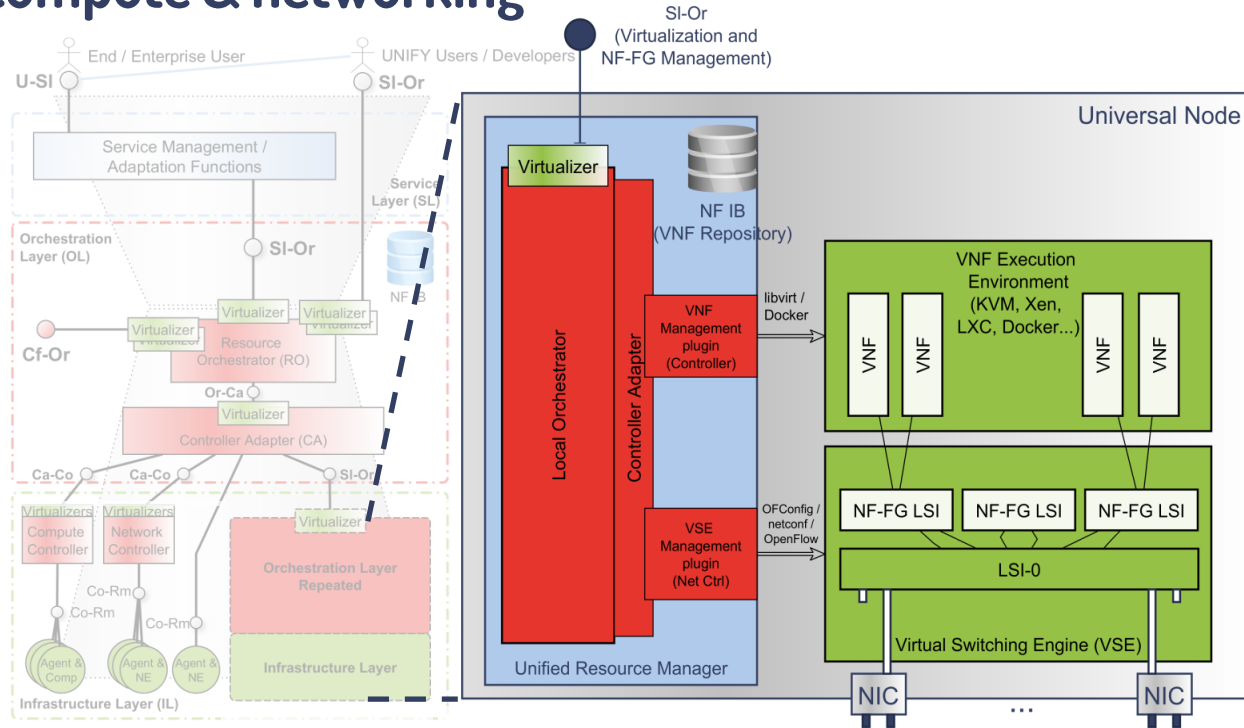 compute & networking
End / Enterprise User
UNIFY Users / Developers
U-SI
SI-Or
Service Management /
Adaptation Functions
Service
Layer (SL)
Orchestration
Layer (OL)
SI-Or
NF IB
Virtualizer
Virtualizer
Virtualizer
Virtualizer
Virtualizer
Cf-Or
Resource
Orchestrator (RO)
Or-Ca
Virtualizer
Controller Adapter (CA)
Ca-Co
Ca-Co
SI-Or
Virtualizers
Compute
Controller
Virtualizers
Network
Controller
Virtualizer
Orchestration Layer
Repeated
Co-Rm
Co-Rm
Co-Rm
Agent &
Comp
Agent &
NE
Agent &
NE
Infrastructure Layer
Infrastructure Layer (IL)
SI-Or
(Virtualization and
NF-FG Management)
Universal Node
Virtualizer
NF IB
(VNF Repository)
Local Orchestrator
Controller Adapter
VNF
Management
plugin
(Controller)
libvirt /
Docker
VSE
Management
plugin
(Net Ctrl)
OFConfig /
netconf /
OpenFlow
Unified Resource Manager
VNF Execution
Environment
(KVM, Xen,
LXC, Docker...)
VNF
VNF
VNF
VNF
NF-FG LSI
NF-FG LSI
NF-FG LSI
LSI-0
Virtual Switching Engine (VSE)
NIC
...
NIC